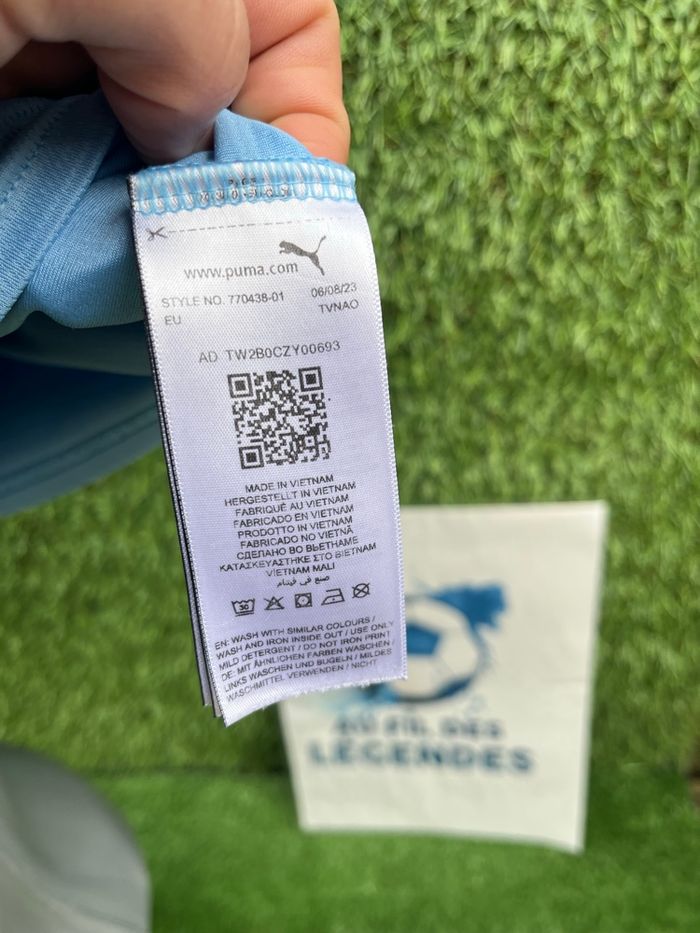 www.puma.com
STYLE NO. 770438-01 06/08/23
EU TVNAO
AD TW2B0CZY00693
MADE IN VIETNAM
HERGESTELLT IN VIETNAM
FABRIQUÉ AU VIETNAM
FABRICADO EN VIETNAM
PRODOTTO IN VIETNAM
FABRICADO NO VIETNÃ
СДЕЛАНО ВО ВЬЕТНАМЕ
ΚΑΤΑΣΚΕΥΑΣΤΗΚΕ ΣΤΟ ΒΙΕΤΝΑΜ
VİETNAM MALI
صنع في فيتنام
30
EN: WASH WITH SIMILAR COLOURS /
WASH AND IRON INSIDE OUT / USE ONLY
MILD DETERGENT / DO NOT IRON PRINT
DE: MIT ÄHNLICHEN FARBEN WASCHEN /
LINKS WASCHEN UND BÜGELN / MILDES
WASCHMITTEL VERWENDEN / NICHT
AU FIL DES
LÉGENDES